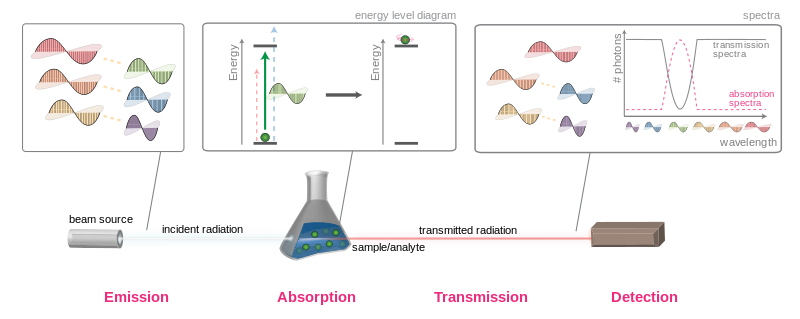 energy level diagram
spectra
Energy
Energy
# photons
transmission
spectra
absorption
spectra
wavelength
beam source
incident radiation
sample/analyte
transmitted radiation
Emission
Absorption
Transmission
Detection